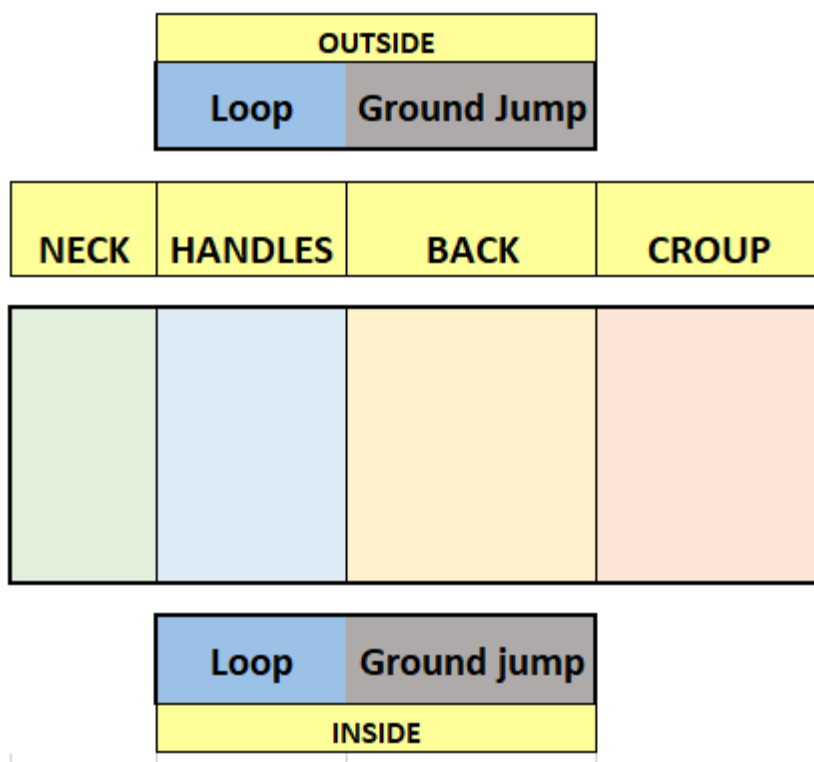 OUTSIDE
Loop Ground Jump
NECK HANDLES BACK CROUP
Loop Ground jump
INSIDE